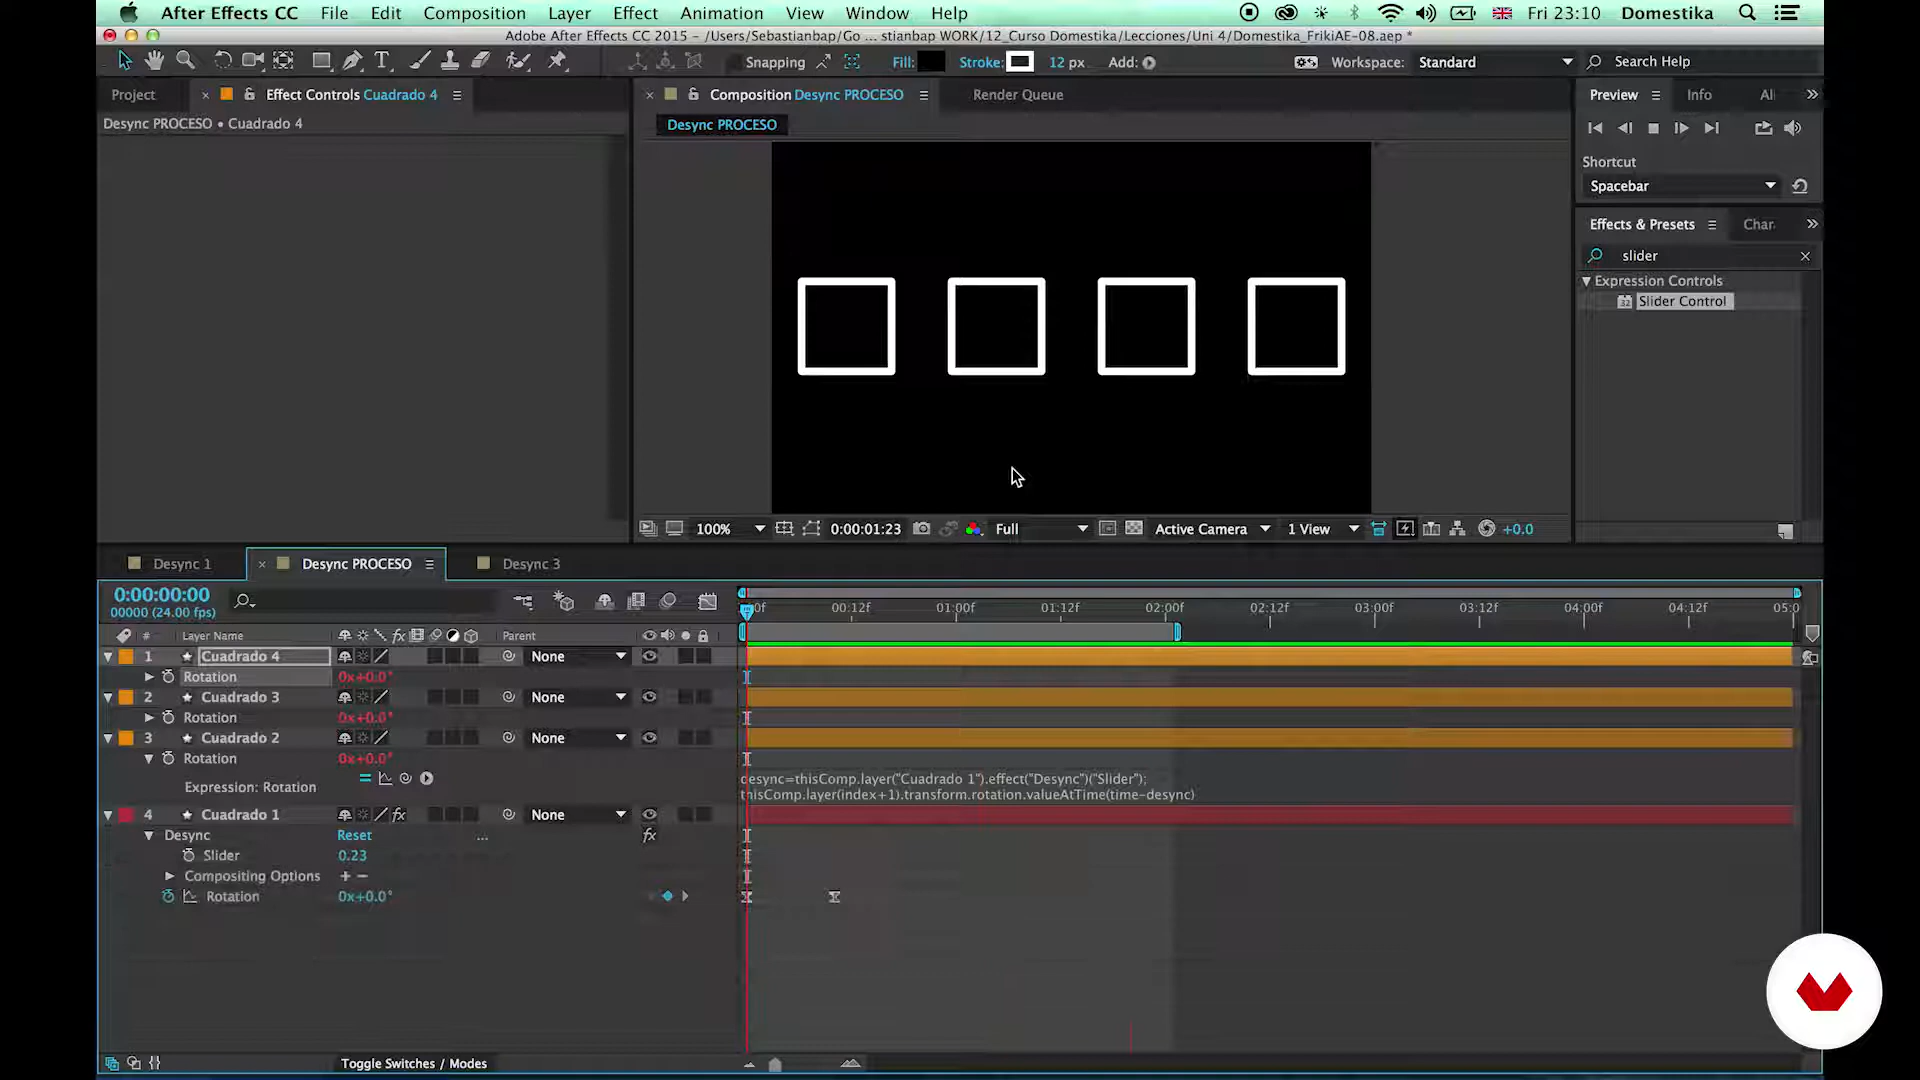 After Effects CC File Edit Composition Layer Effect Animation View Window Help Fri 23:10 Domestika
Adobe After Effects CC 2015 - /Users/Sebastianbap/Go ... stianbap WORK/12_Curso Domestika/Lecciones/Uni 4/Domestika_FrikiAE-08.aep *
Snapping Fill: Stroke: 12 px Add: Workspace: Standard Search Help
Project × Effect Controls Cuadrado 4 × Composition Desync PROCESO Render Queue Preview Info
Desync PROCESO • Cuadrado 4
Desync PROCESO
Shortcut
Spacebar
Effects & Presets
slider
Expression Controls
Slider Control
100% 0:00:01:23 Full Active Camera 1 View +0.0
Desync 1 × Desync PROCESO Desync 3
0:00:00:00
00000 (24.00 fps)
00:12f 01:00f 01:12f 02:00f 02:12f 03:00f 03:12f 04:00f 04:12f 05:0
# Layer Name Parent
1 Cuadrado 4 None
Rotation 0x+0.0°
2 Cuadrado 3 None
Rotation 0x+0.0°
3 Cuadrado 2 None
Rotation 0x+0.0°
Expression: Rotation
desync=thisComp.layer("Cuadrado 1").effect("Desync")("Slider");
thisComp.layer(index+1).transform.rotation.valueAtTime(time-desync)
4 Cuadrado 1 fx None
Desync Reset ... fx
Slider 0.23
Compositing Options + −
Rotation 0x+0.0°
Toggle Switches / Modes